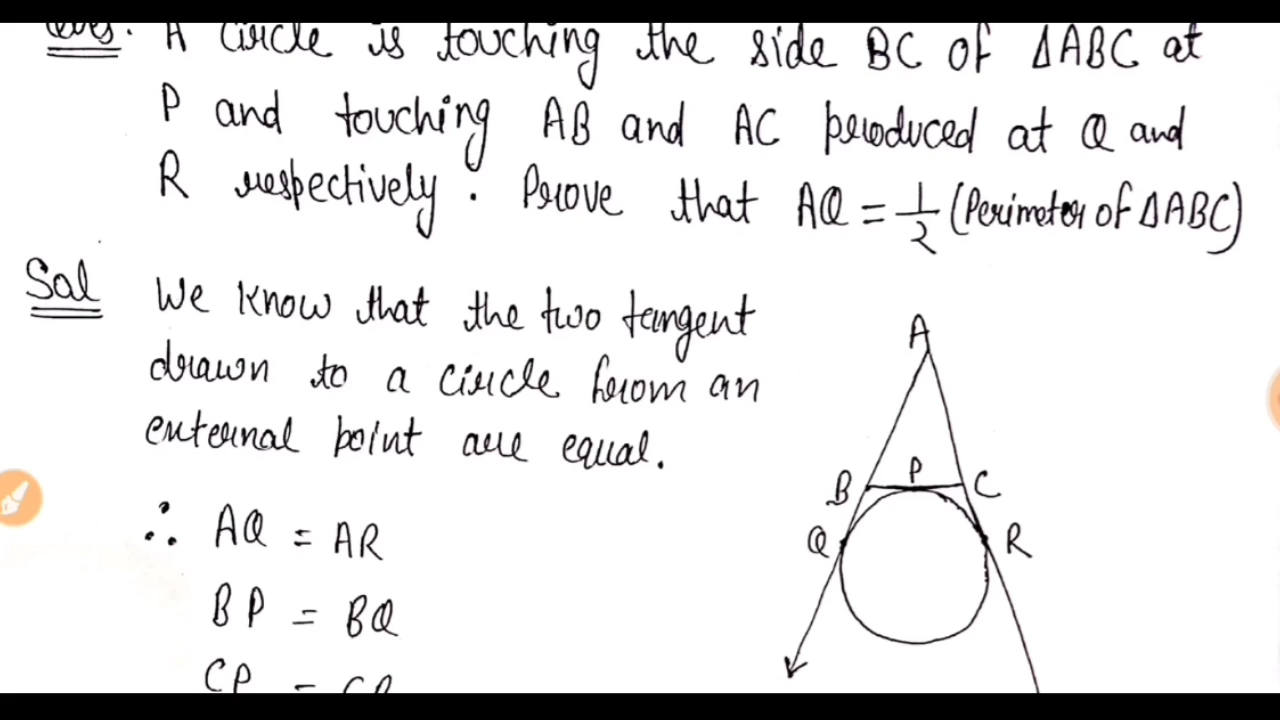 Ques. A circle is touching the side BC of ΔABC at
P and touching AB and AC produced at Q and
R respectively. Prove that AQ = 1/2 (Perimeter of ΔABC)
Sol We know that the two tangent
drawn to a circle from an
external point are equal.
∴ AQ = AR
BP = BQ
CP =
A
B P C
Q R